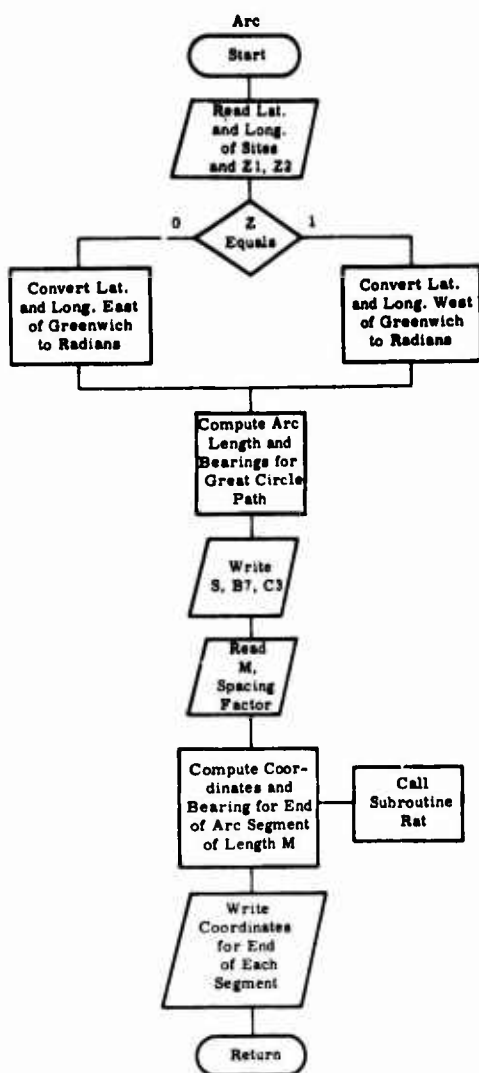 Arc
Start
Read Lat.
and Long.
of Sites
and Z1, Z2
0
Z
Equals
1
Convert Lat.
and Long. East
of Greenwich
to Radians
Convert Lat.
and Long. West
of Greenwich
to Radians
Compute Arc
Length and
Bearings for
Great Circle
Path
Write
S, B7, C3
Read
M,
Spacing
Factor
Compute Coor-
dinates and
Bearing for End
of Arc Segment
of Length M
Call
Subroutine
Rat
Write
Coordinates
for End
of Each
Segment
Return